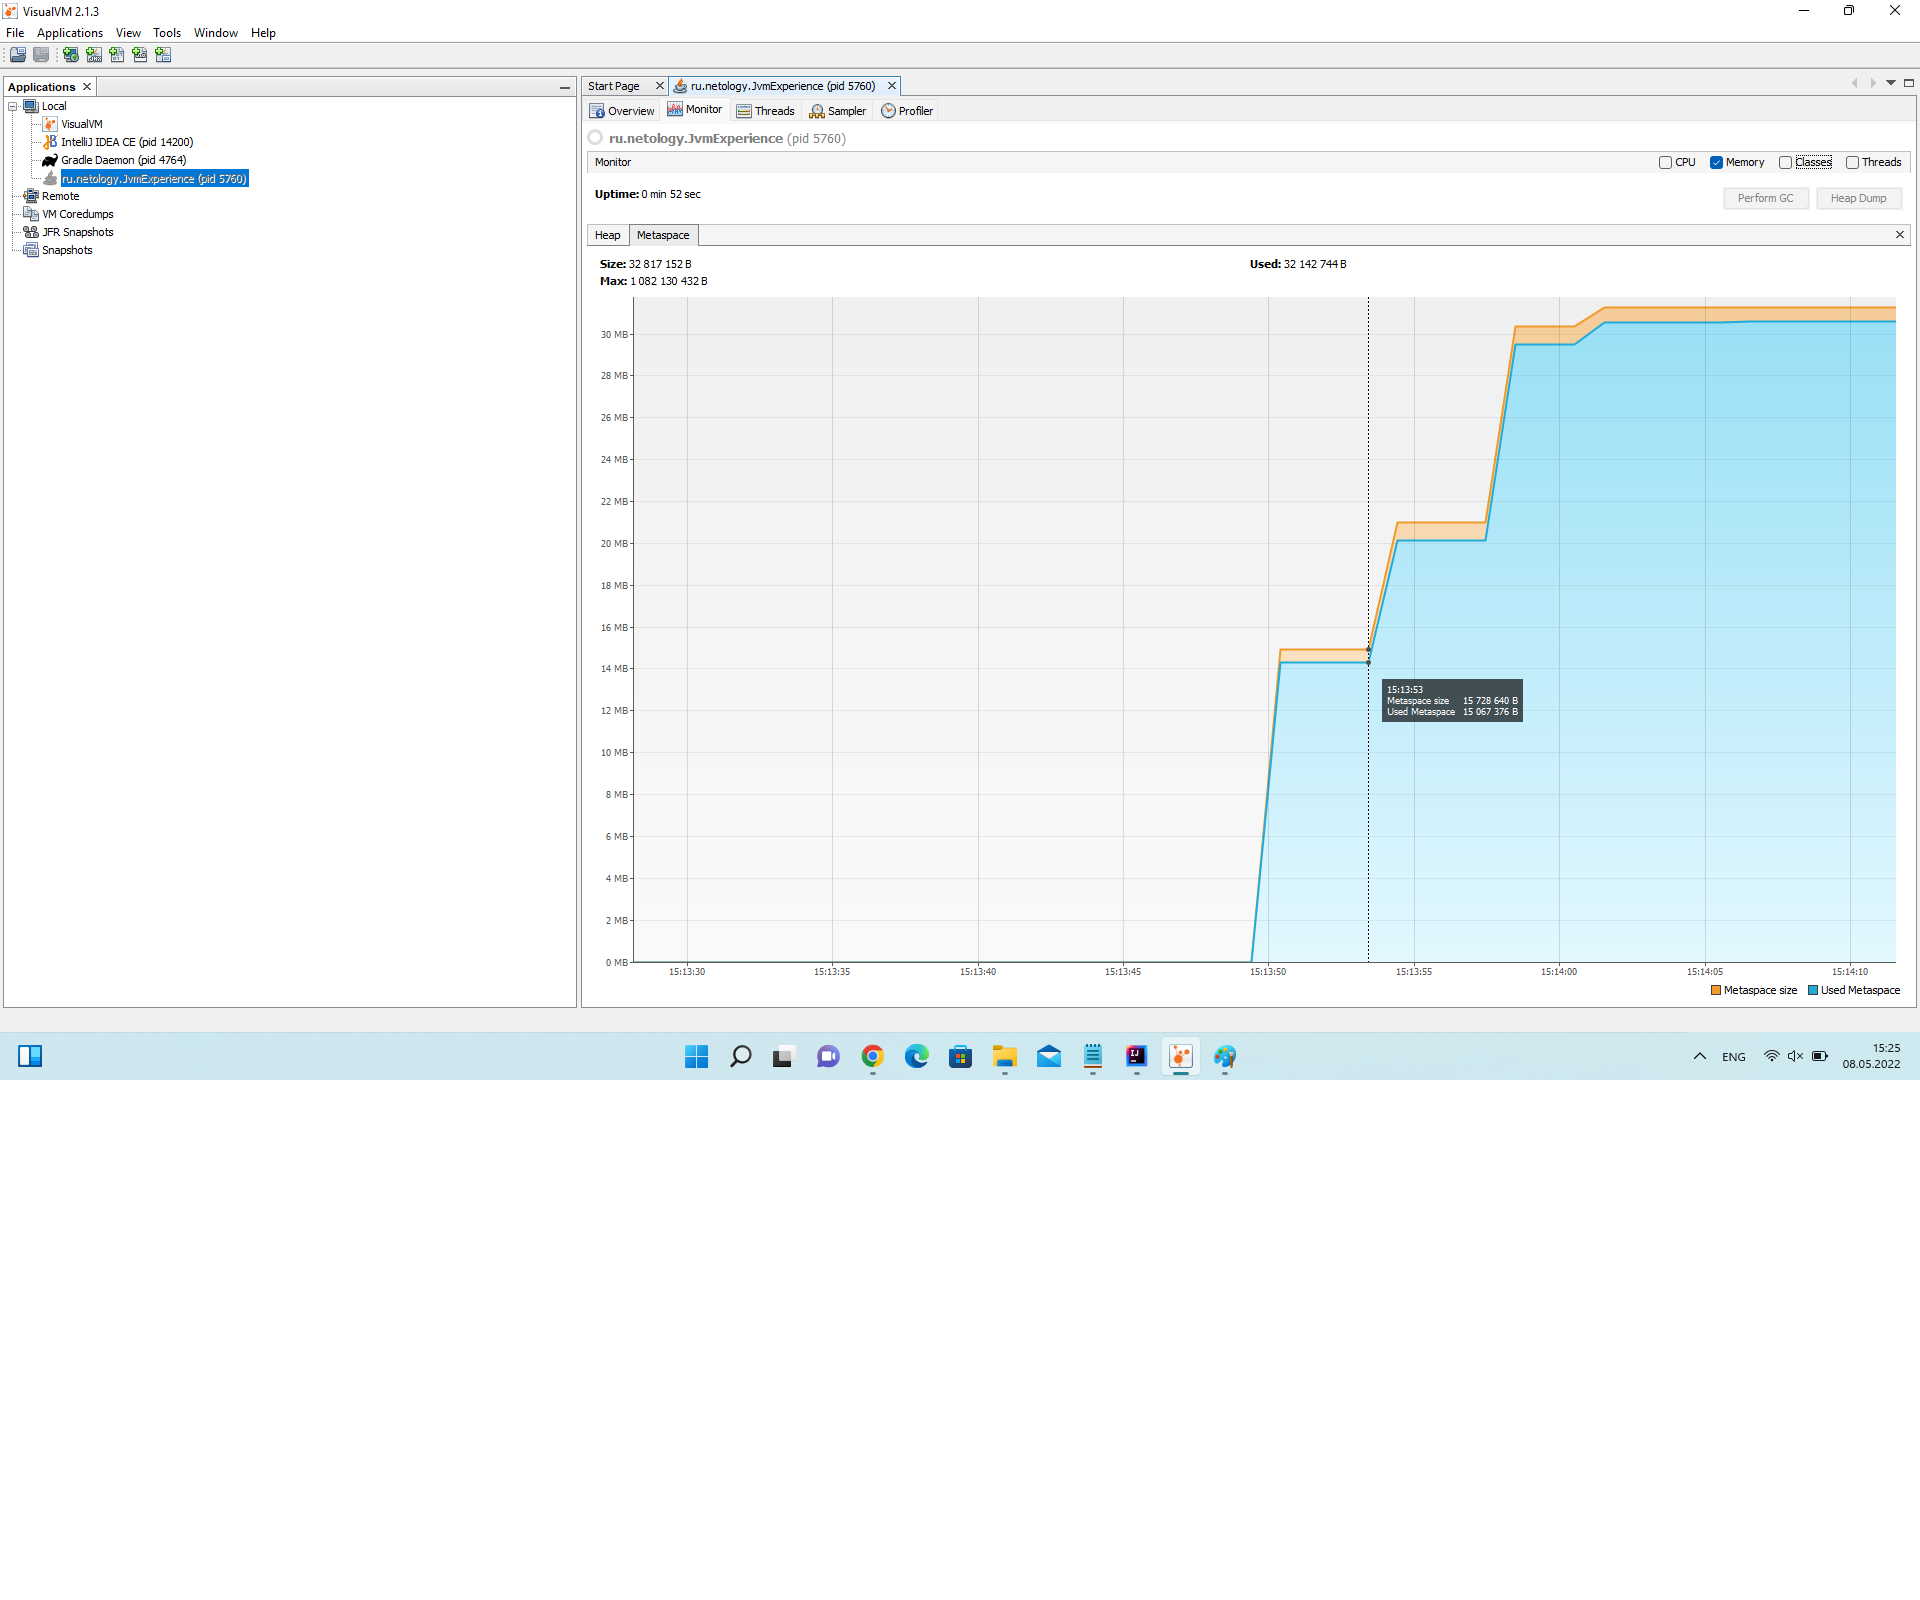 VisualVM 2.1.3
File Applications View Tools Window Help
Applications
Local
VisualVM
IntelliJ IDEA CE (pid 14200)
Gradle Daemon (pid 4764)
ru.netology.JvmExperience (pid 5760)
Remote
VM Coredumps
JFR Snapshots
Snapshots
Start Page ru.netology.JvmExperience (pid 5760)
Overview Monitor Threads Sampler Profiler
ru.netology.JvmExperience (pid 5760)
Monitor CPU Memory Classes Threads
Uptime: 0 min 52 sec
Perform GC Heap Dump
Heap Metaspace
Size: 32 817 152 B Used: 32 142 744 B
Max: 1 082 130 432 B
30 MB
28 MB
26 MB
24 MB
22 MB
20 MB
18 MB
16 MB
14 MB
12 MB
10 MB
8 MB
6 MB
4 MB
2 MB
0 MB
15:13:53
Metaspace size 15 728 640 B
Used Metaspace 15 067 376 B
15:13:30 15:13:35 15:13:40 15:13:45 15:13:50 15:13:55 15:14:00 15:14:05 15:14:10
Metaspace size Used Metaspace
ENG
15:25
08.05.2022